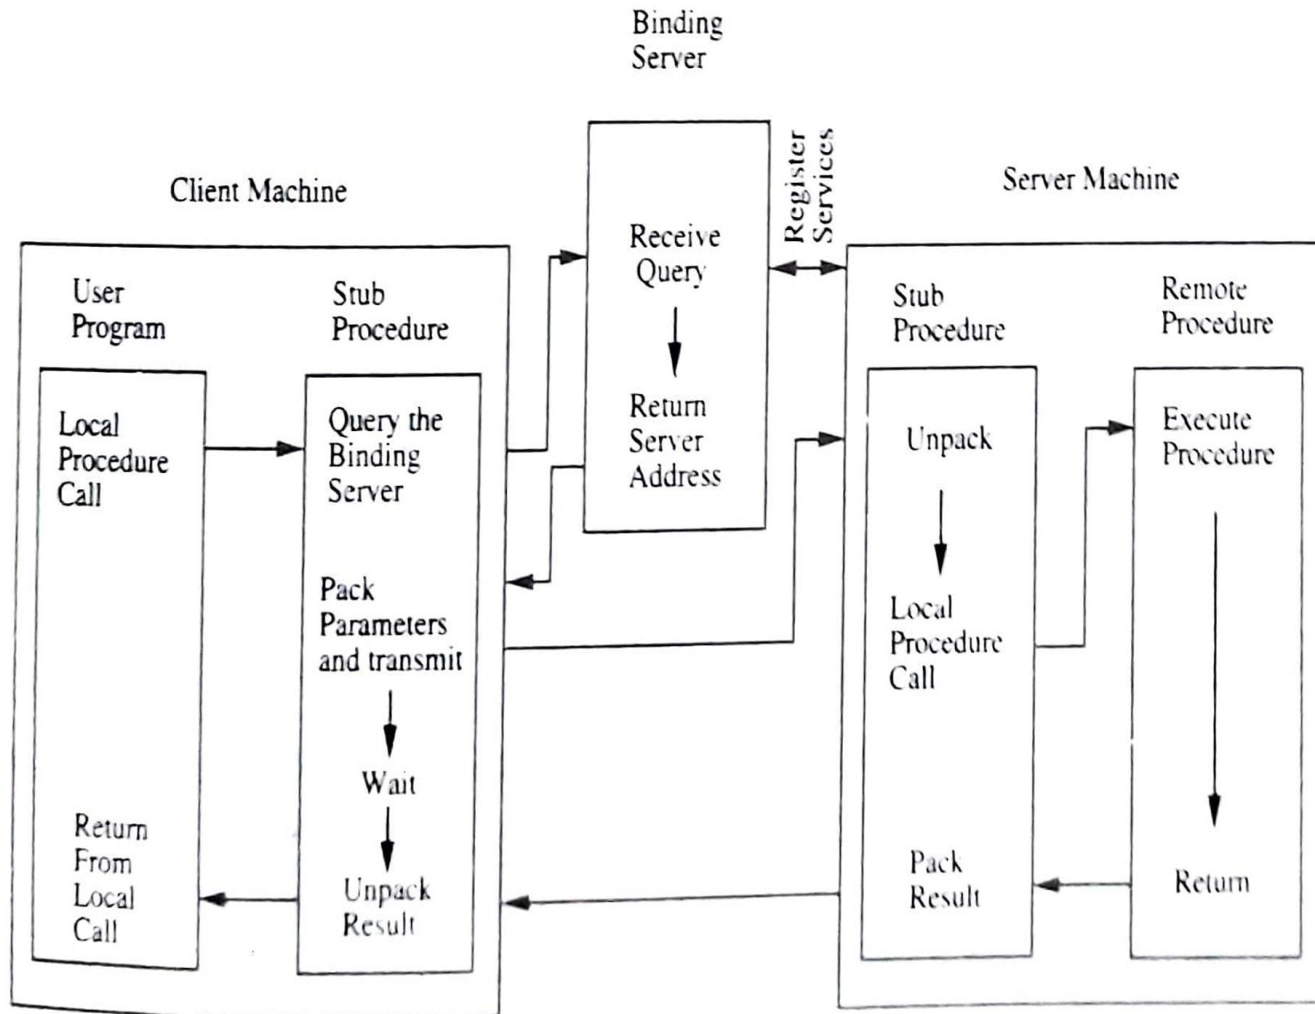 Binding
Server
Register
Services
Client Machine
Server Machine
Receive
Query
Return
Server
Address
User
Program
Stub
Procedure
Local
Procedure
Call
Query the
Binding
Server
Pack
Parameters
and transmit
Wait
Unpack
Result
Return
From
Local
Call
Stub
Procedure
Remote
Procedure
Unpack
Local
Procedure
Call
Pack
Result
Execute
Procedure
Return